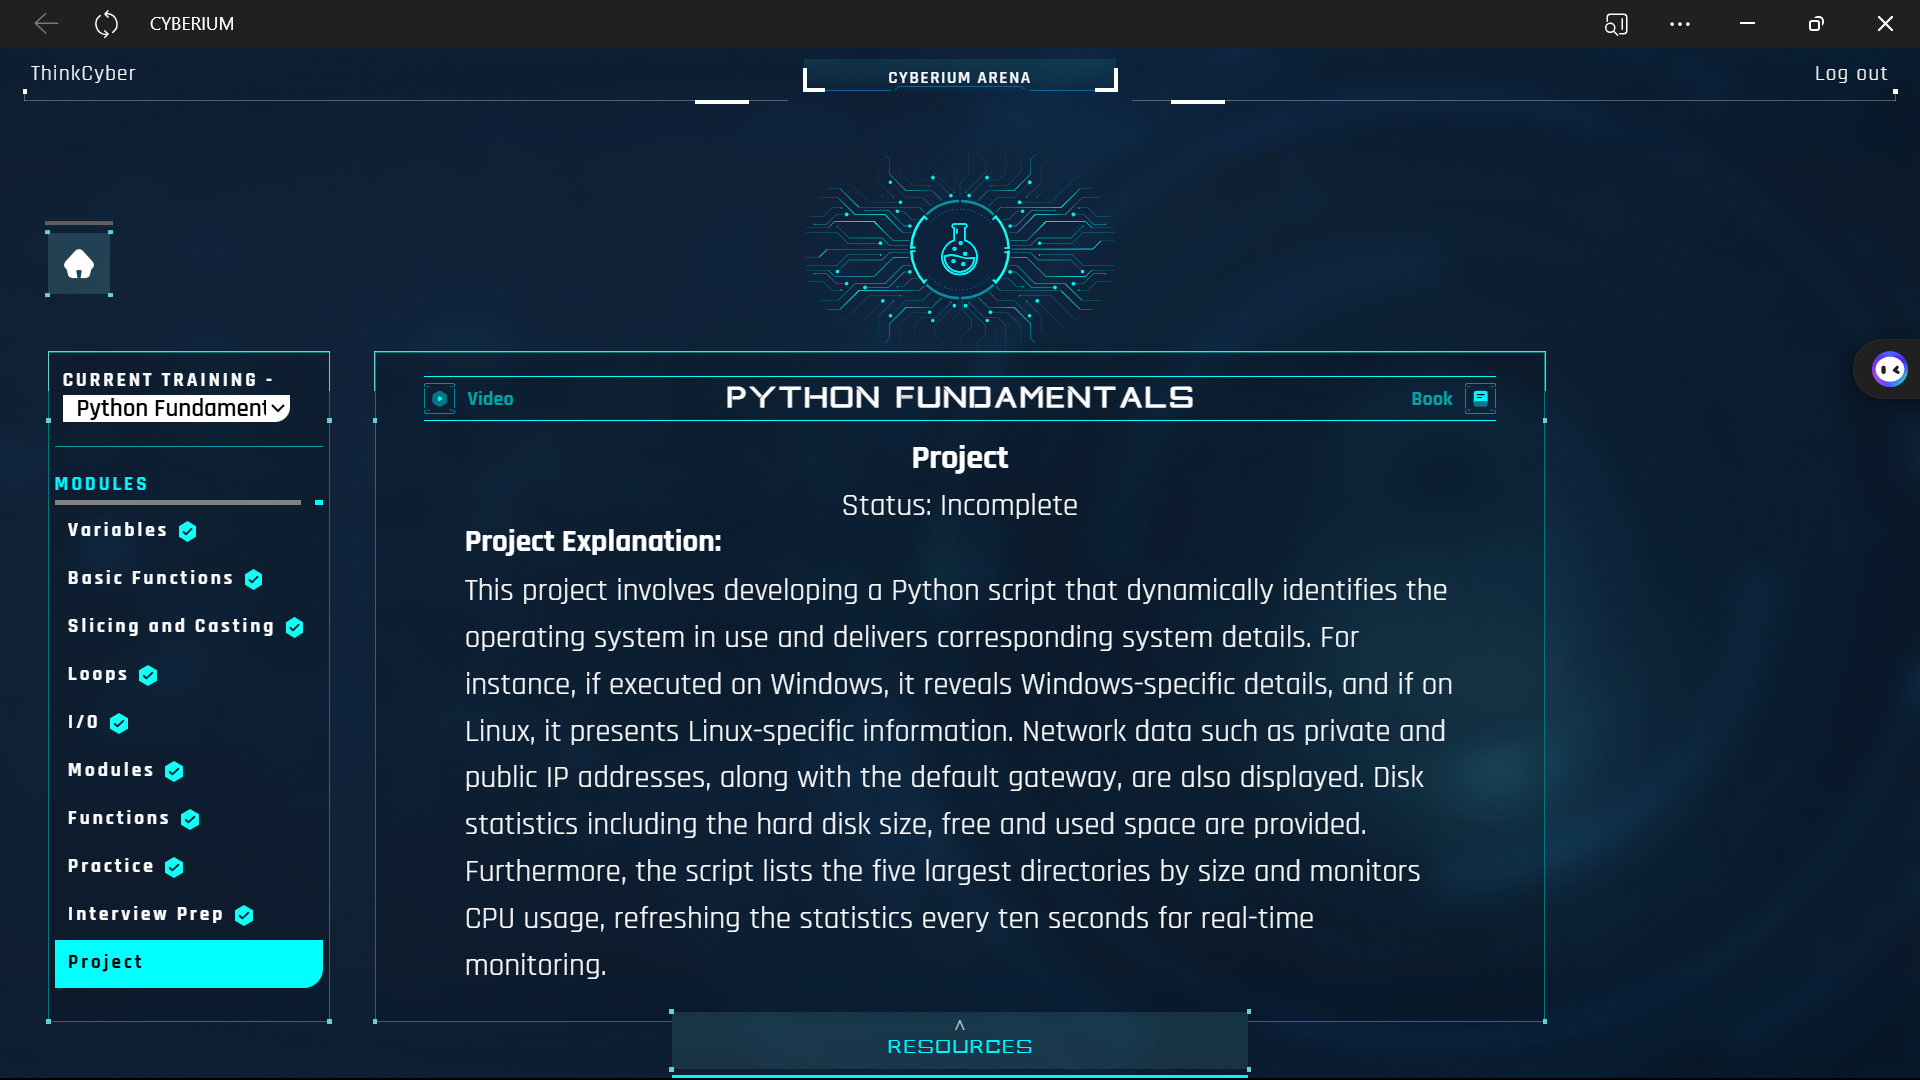 CYBERIUM
ThinkCyber
CYBERIUM ARENA
Log out
CURRENT TRAINING -
Python Fundament
MODULES
Variables
Basic Functions
Slicing and Casting
Loops
I/O
Modules
Functions
Practice
Interview Prep
Project
Video
PYTHON FUNDAMENTALS
Book
Project
Status: Incomplete
Project Explanation:
This project involves developing a Python script that dynamically identifies the
operating system in use and delivers corresponding system details. For
instance, if executed on Windows, it reveals Windows-specific details, and if on
Linux, it presents Linux-specific information. Network data such as private and
public IP addresses, along with the default gateway, are also displayed. Disk
statistics including the hard disk size, free and used space are provided.
Furthermore, the script lists the five largest directories by size and monitors
CPU usage, refreshing the statistics every ten seconds for real-time
monitoring.
RESOURCES